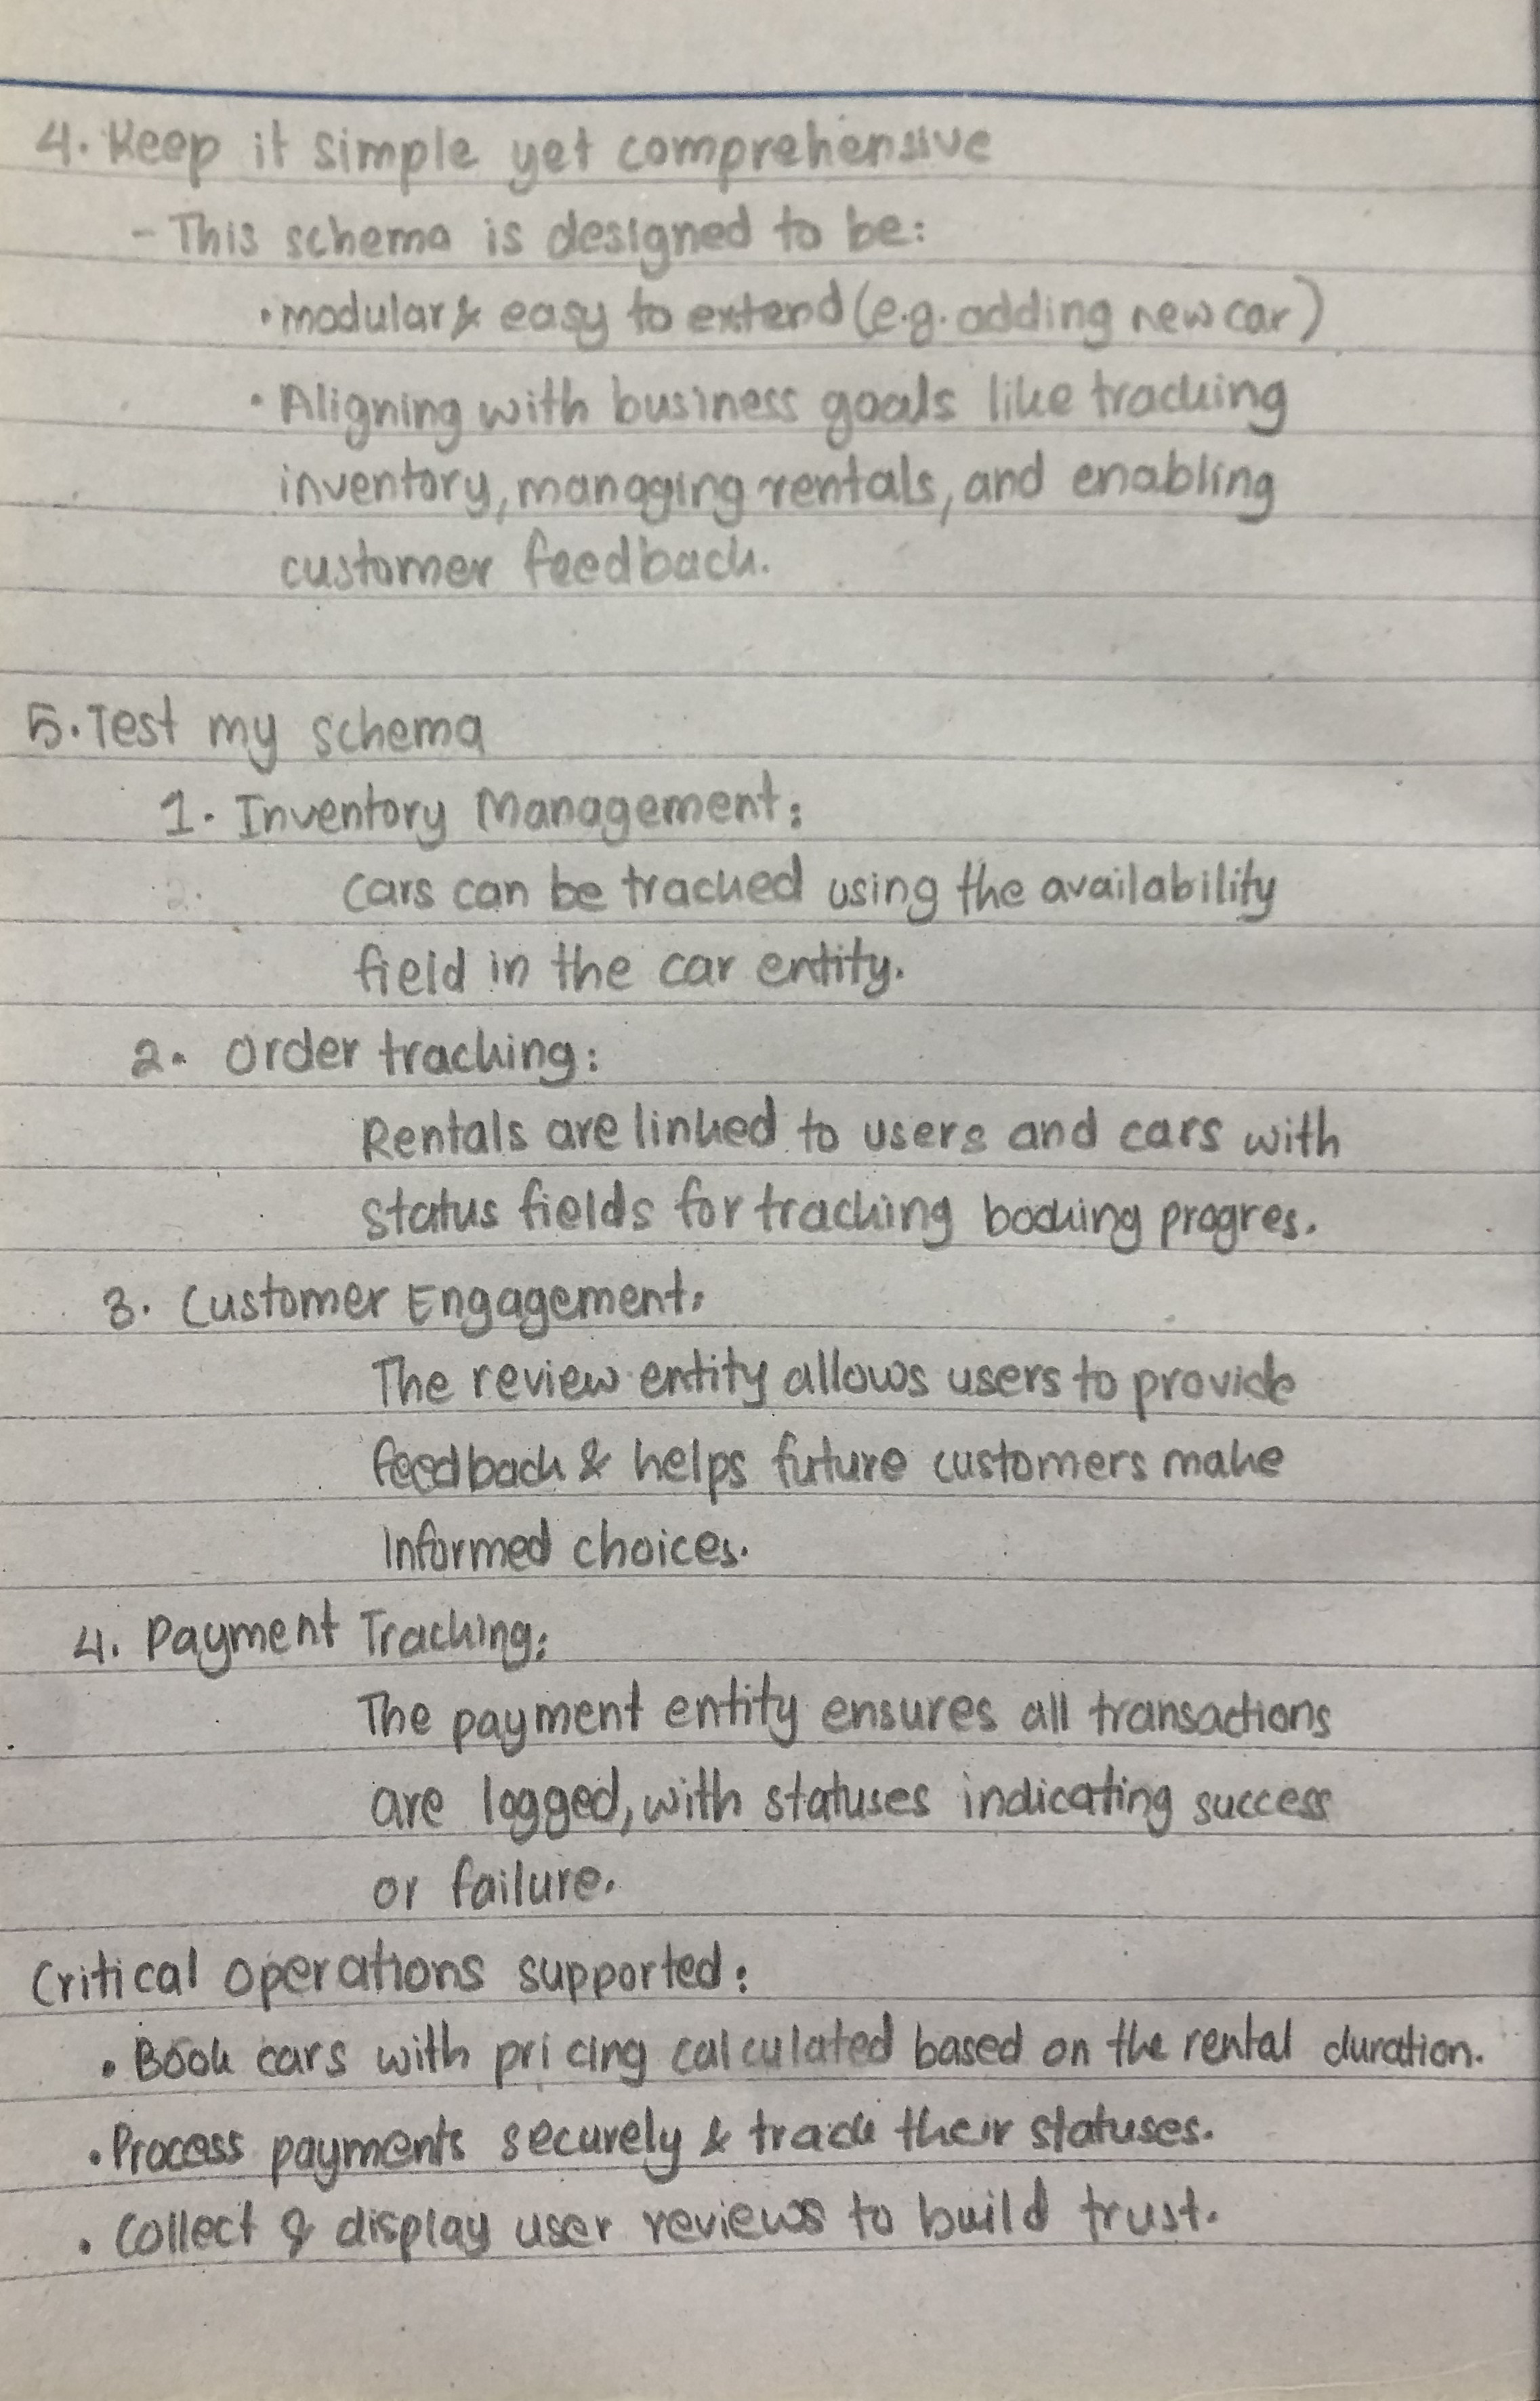 4. Keep it simple yet comprehensive
- This schema is designed to be:
• modular & easy to extend (e.g. adding new car)
• Aligning with business goals like tracking
inventory, managging rentals, and enabling
customer feedback.
5. Test my schema
1. Inventory Management:
2. Cars can be tracked using the availability
field in the car entity.
2. Order tracking:
Rentals are linked to users and cars with
status fields for tracking booking progres.
3. Customer Engagement:
The review entity allows users to provide
feedback & helps future customers make
Informed choices.
4. Payment Tracking:
The payment entity ensures all transactions
are logged, with statuses indicating success
or failure.
Critical operations supported:
• Book cars with pricing calculated based on the rental duration.
• Process payments securely & track their statuses.
• Collect & display user reviews to build trust.